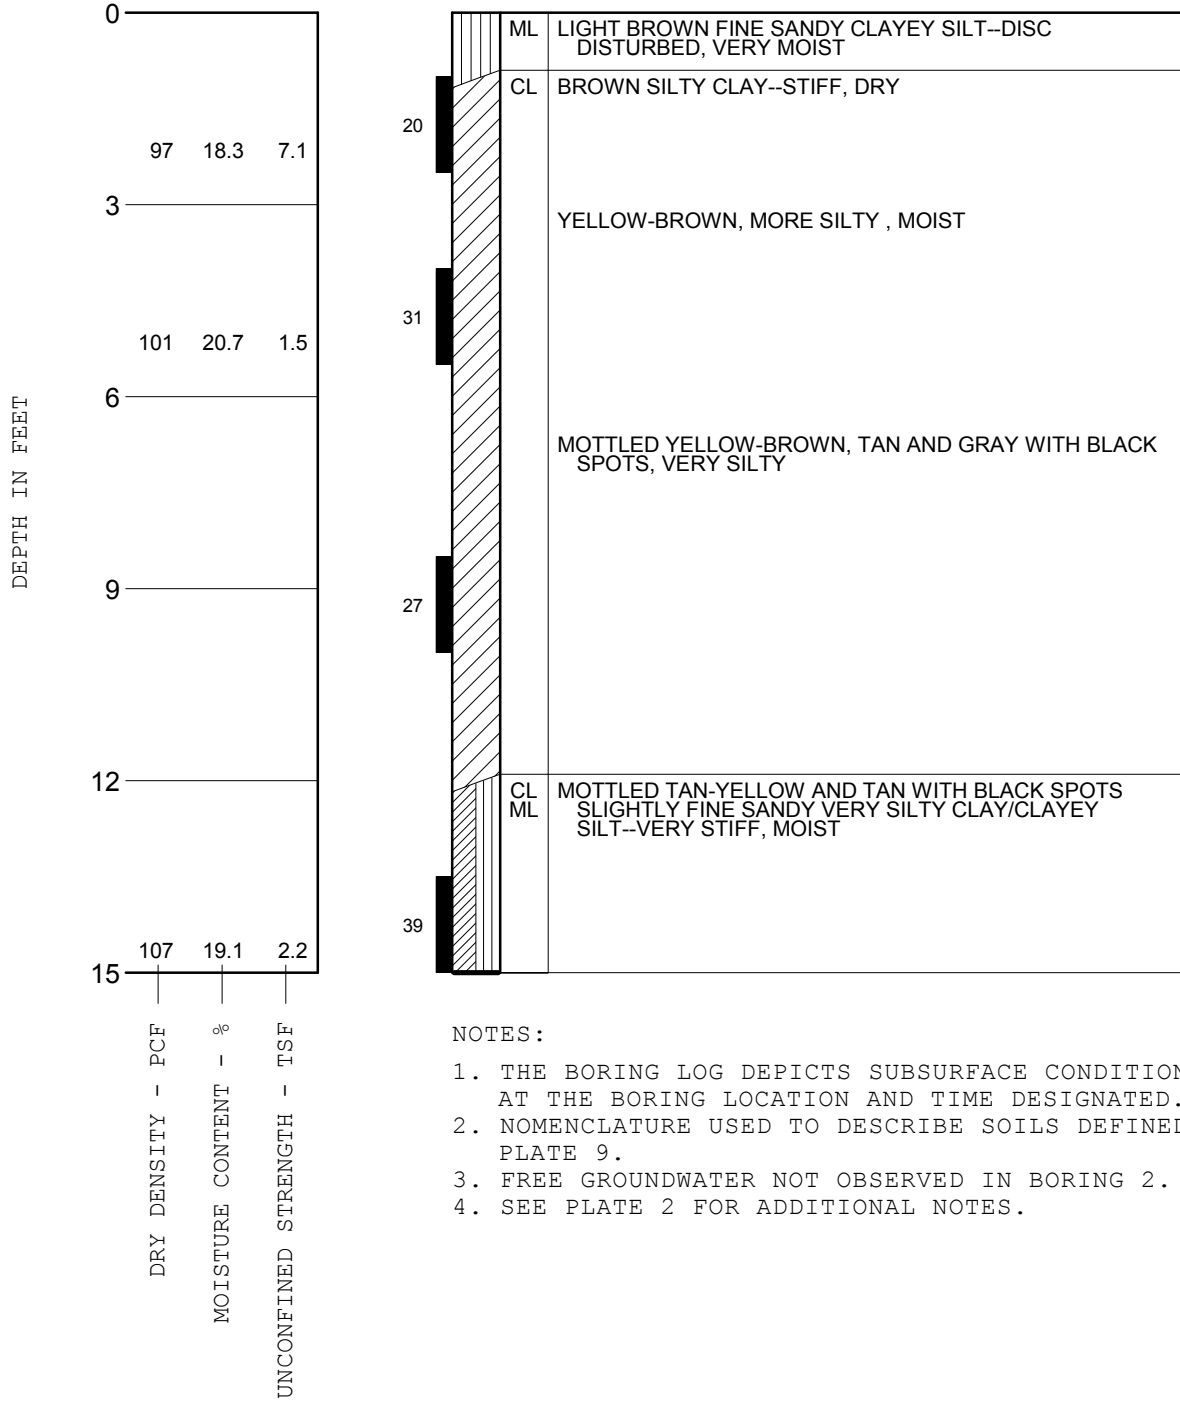 0
ML LIGHT BROWN FINE SANDY CLAYEY SILT--DISC
DISTURBED, VERY MOIST
CL BROWN SILTY CLAY--STIFF, DRY
20
97 18.3 7.1
3
YELLOW-BROWN, MORE SILTY , MOIST
31
101 20.7 1.5
6
DEPTH IN FEET
MOTTLED YELLOW-BROWN, TAN AND GRAY WITH BLACK
SPOTS, VERY SILTY
9
27
12
CL MOTTLED TAN-YELLOW AND TAN WITH BLACK SPOTS
ML SLIGHTLY FINE SANDY VERY SILTY CLAY/CLAYEY
SILT--VERY STIFF, MOIST
39
107 19.1 2.2
15
DRY DENSITY - PCF
MOISTURE CONTENT - %
UNCONFINED STRENGTH - TSF
NOTES:
1. THE BORING LOG DEPICTS SUBSURFACE CONDITION
AT THE BORING LOCATION AND TIME DESIGNATED.
2. NOMENCLATURE USED TO DESCRIBE SOILS DEFINED
PLATE 9.
3. FREE GROUNDWATER NOT OBSERVED IN BORING 2.
4. SEE PLATE 2 FOR ADDITIONAL NOTES.